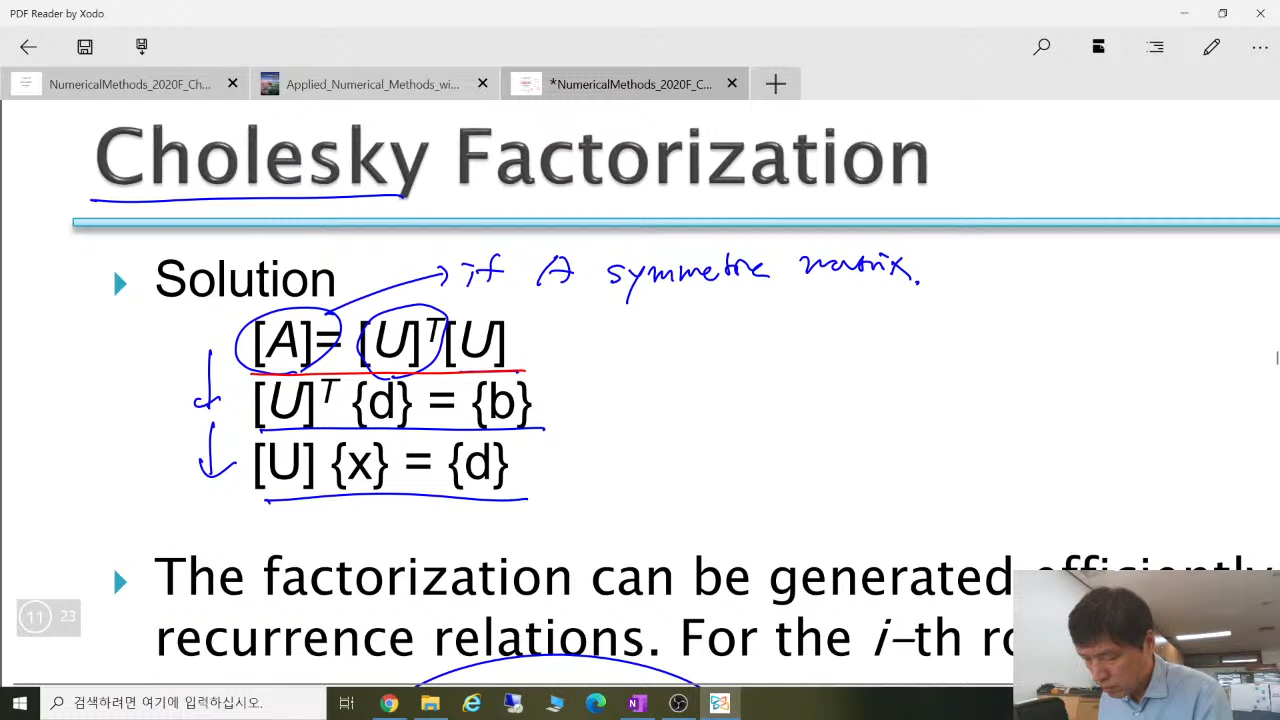 PDF Reader by Xodo
NumericalMethods_2020F_Ch...
Applied_Numerical_Methods_wi...
*NumericalMethods_2020F_C...
Cholesky Factorization
Solution
if A symmetric matrix.
[A]= [U]ᵀ[U]
[U]ᵀ {d} = {b}
[U] {x} = {d}
The factorization can be generated efficiently
recurrence relations. For the i-th ro
11 23
검색하려면 여기에 입력하십시오.